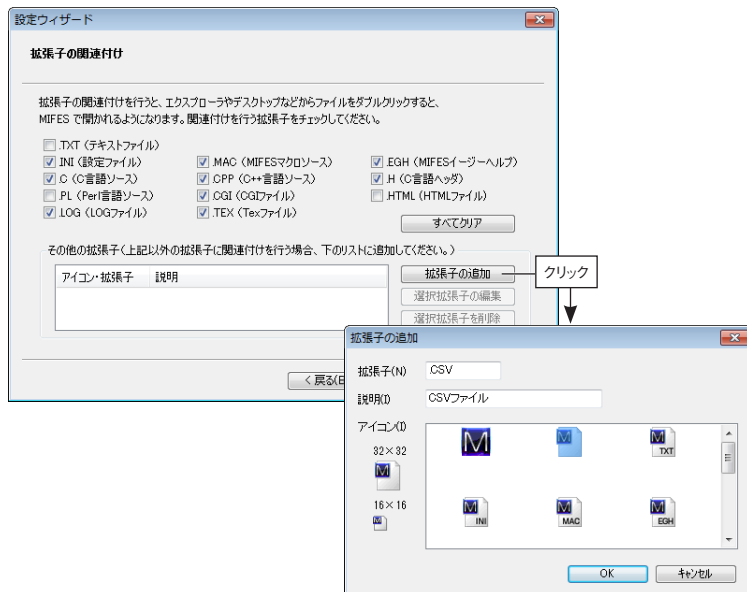 設定ウィザード
拡張子の関連付け
拡張子の関連付けを行うと、エクスプローラやデスクトップなどからファイルをダブルクリックすると、
MIFES で開かれるようになります。関連付けを行う拡張子をチェックしてください。
.TXT (テキストファイル)
.INI (設定ファイル) .MAC (MIFESマクロソース) .EGH (MIFESイージーヘルプ)
.C (C言語ソース) .CPP (C++言語ソース) .H (C言語ヘッダ)
.PL (Perl言語ソース) .CGI (CGIファイル) .HTML (HTMLファイル)
.LOG (LOGファイル) .TEX (Texファイル)
すべてクリア
その他の拡張子(上記以外の拡張子に関連付けを行う場合、下のリストに追加してください。)
アイコン・拡張子 説明
拡張子の追加
クリック
選択拡張子の編集
選択拡張子を削除
< 戻る(B
拡張子の追加
拡張子(N) .CSV
説明(I) CSVファイル
アイコン(I)
32×32
16×16
M M M TXT
M INI M MAC M EGH
OK キャンセル